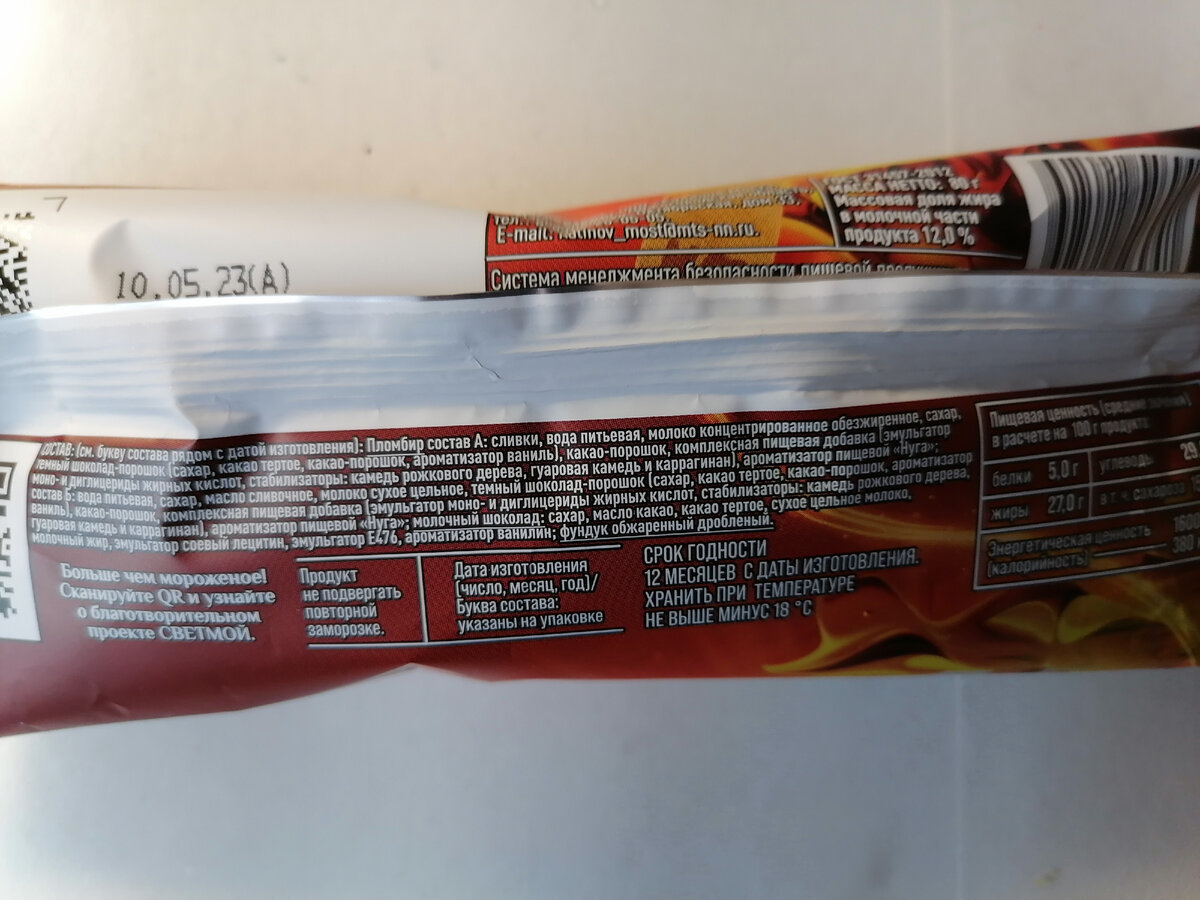 10.05.23(A)
E-mail: nauinov_most@mts-nn.ru.
Система менеджмента безопасности пищевой
МАССА НЕТТО: 80 г
Массовая доля жира
в молочной части
продукта 12,0 %
СОСТАВ: (см. букву состава рядом с датой изготовления): Пломбир состав А: сливки, вода питьевая, молоко концентрированное обезжиренное, сахар,
темный шоколад-порошок (сахар, какао тертое, какао-порошок, ароматизатор ваниль), какао-порошок, комплексная пищевая добавка (эмульгатор
моно- и диглицериды жирных кислот, стабилизаторы: камедь рожкового дерева, гуаровая камедь и каррагинан), ароматизатор пищевой «Нуга»;
состав Б: вода питьевая, сахар, масло сливочное, молоко сухое цельное, темный шоколад-порошок (сахар, какао тертое, какао-порошок, ароматизатор
ваниль), какао-порошок, комплексная пищевая добавка (эмульгатор моно- и диглицериды жирных кислот, стабилизаторы: камедь рожкового дерева,
гуаровая камедь и каррагинан), ароматизатор пищевой «Нуга»; молочный шоколад: сахар, масло какао, какао тертое, сухое цельное молоко,
молочный жир, эмульгатор соевый лецитин, эмульгатор Е476, ароматизатор ванилин; фундук обжаренный дробленый.
Больше чем мороженое!
Сканируйте QR и узнайте
о благотворительном
проекте СВЕТМОЙ.
Продукт
не подвергать
повторной
заморозке.
Дата изготовления
(число, месяц, год)/
Буква состава:
указаны на упаковке
СРОК ГОДНОСТИ
12 МЕСЯЦЕВ С ДАТЫ ИЗГОТОВЛЕНИЯ.
ХРАНИТЬ ПРИ ТЕМПЕРАТУРЕ
НЕ ВЫШЕ МИНУС 18 °С
Пищевая ценность (средние значения)
в расчете на 100 г продукта:
белки 5,0 г углеводы
жиры 27,0 г в т. ч. сахароза
Энергетическая ценность
(калорийность)